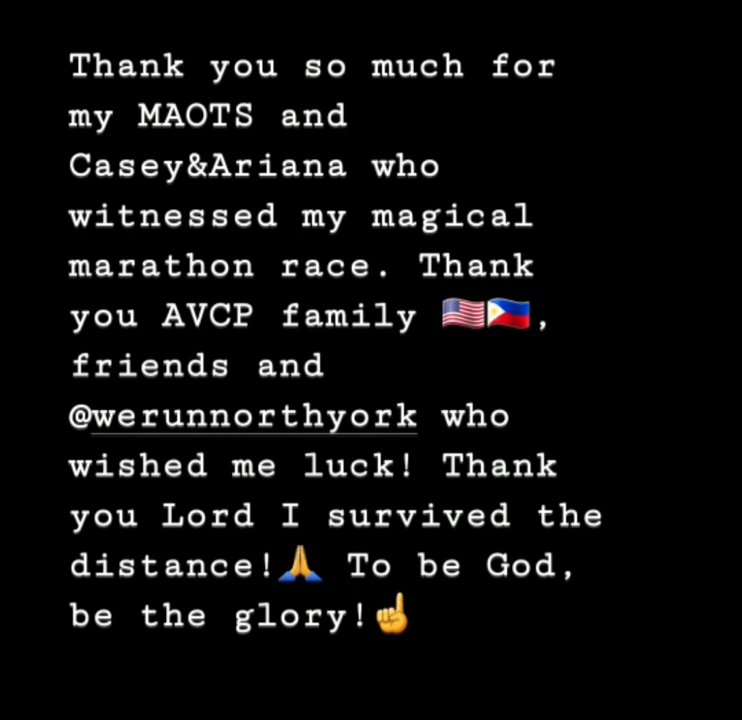 Thank you so much for
my MAOTS and
Casey&Ariana who
witnessed my magical
marathon race. Thank
you AVCP family 🇺🇸🇵🇭,
friends and
@werunnorthyork who
wished me luck! Thank
you Lord I survived the
distance!🙏 To be God,
be the glory!☝️